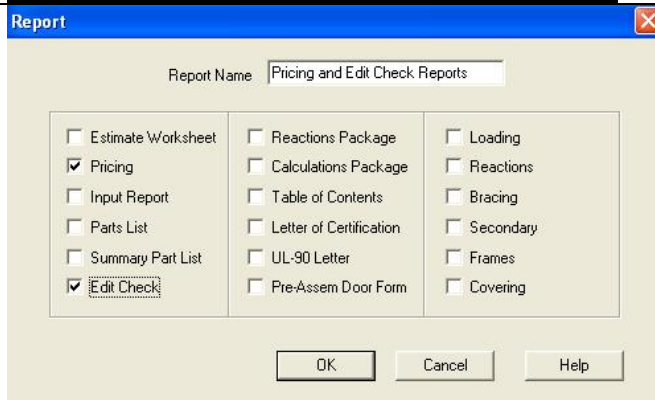 Report
Report Name Pricing and Edit Check Reports
Estimate Worksheet
Pricing
Input Report
Parts List
Summary Part List
Edit Check
Reactions Package
Calculations Package
Table of Contents
Letter of Certification
UL-90 Letter
Pre-Assem Door Form
Loading
Reactions
Bracing
Secondary
Frames
Covering
OK Cancel Help